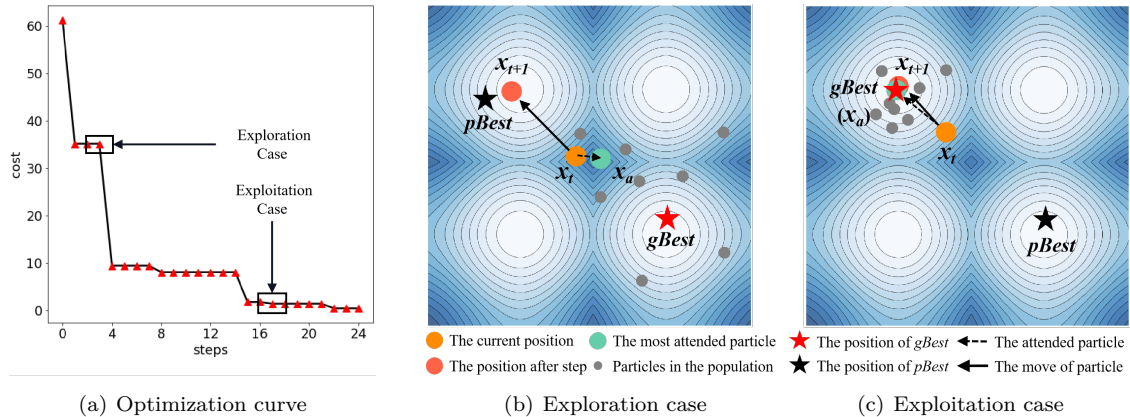 60
50
40
30
20
10
0
cost
0
4
8
12
16
20
24
steps
Exploration
Case
Exploitation
Case
x_{t+1}
pBest
x_t
x_a
gBest
x_{t+1}
gBest
(x_a)
x_t
pBest
The current position
The most attended particle
The position of gBest
The attended particle
The position after step
Particles in the population
The position of pBest
The move of particle
(a) Optimization curve
(b) Exploration case
(c) Exploitation case